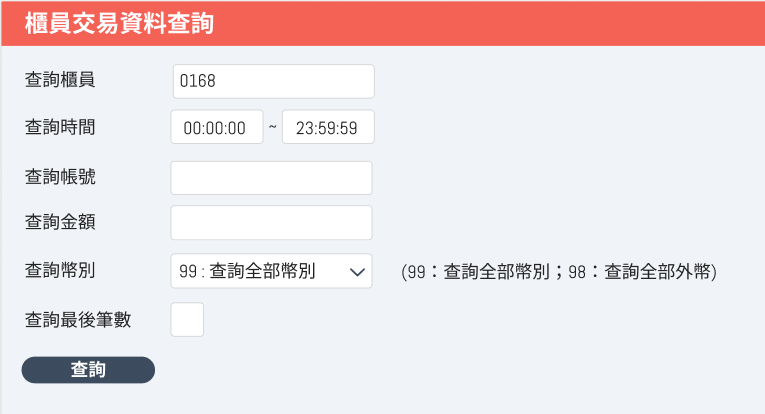 櫃員交易資料查詢
查詢櫃員 0168
查詢時間 00:00:00 ~ 23:59:59
查詢帳號
查詢金額
查詢幣別 99 : 查詢全部幣別 (99：查詢全部幣別；98：查詢全部外幣)
查詢最後筆數
查詢